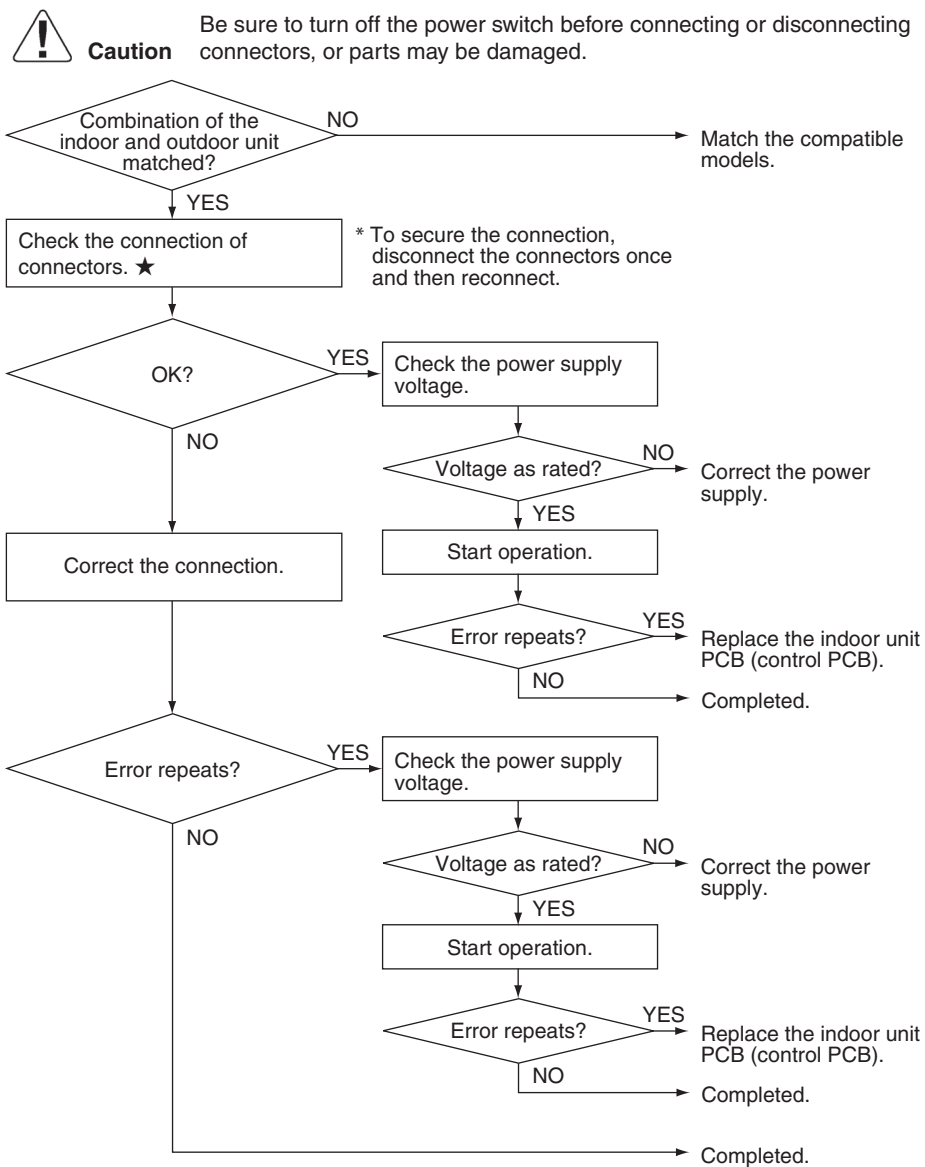 Be sure to turn off the power switch before connecting or disconnecting
Caution connectors, or parts may be damaged.
Combination of the
indoor and outdoor unit
matched?
NO
Match the compatible
models.
YES
Check the connection of
connectors. ★
* To secure the connection,
disconnect the connectors once
and then reconnect.
OK?
YES
Check the power supply
voltage.
NO
Voltage as rated?
NO
Correct the power
supply.
YES
Start operation.
Correct the connection.
Error repeats?
YES
Replace the indoor unit
PCB (control PCB).
NO
Completed.
Error repeats?
YES
Check the power supply
voltage.
NO
Voltage as rated?
NO
Correct the power
supply.
YES
Start operation.
Error repeats?
YES
Replace the indoor unit
PCB (control PCB).
NO
Completed.
Completed.